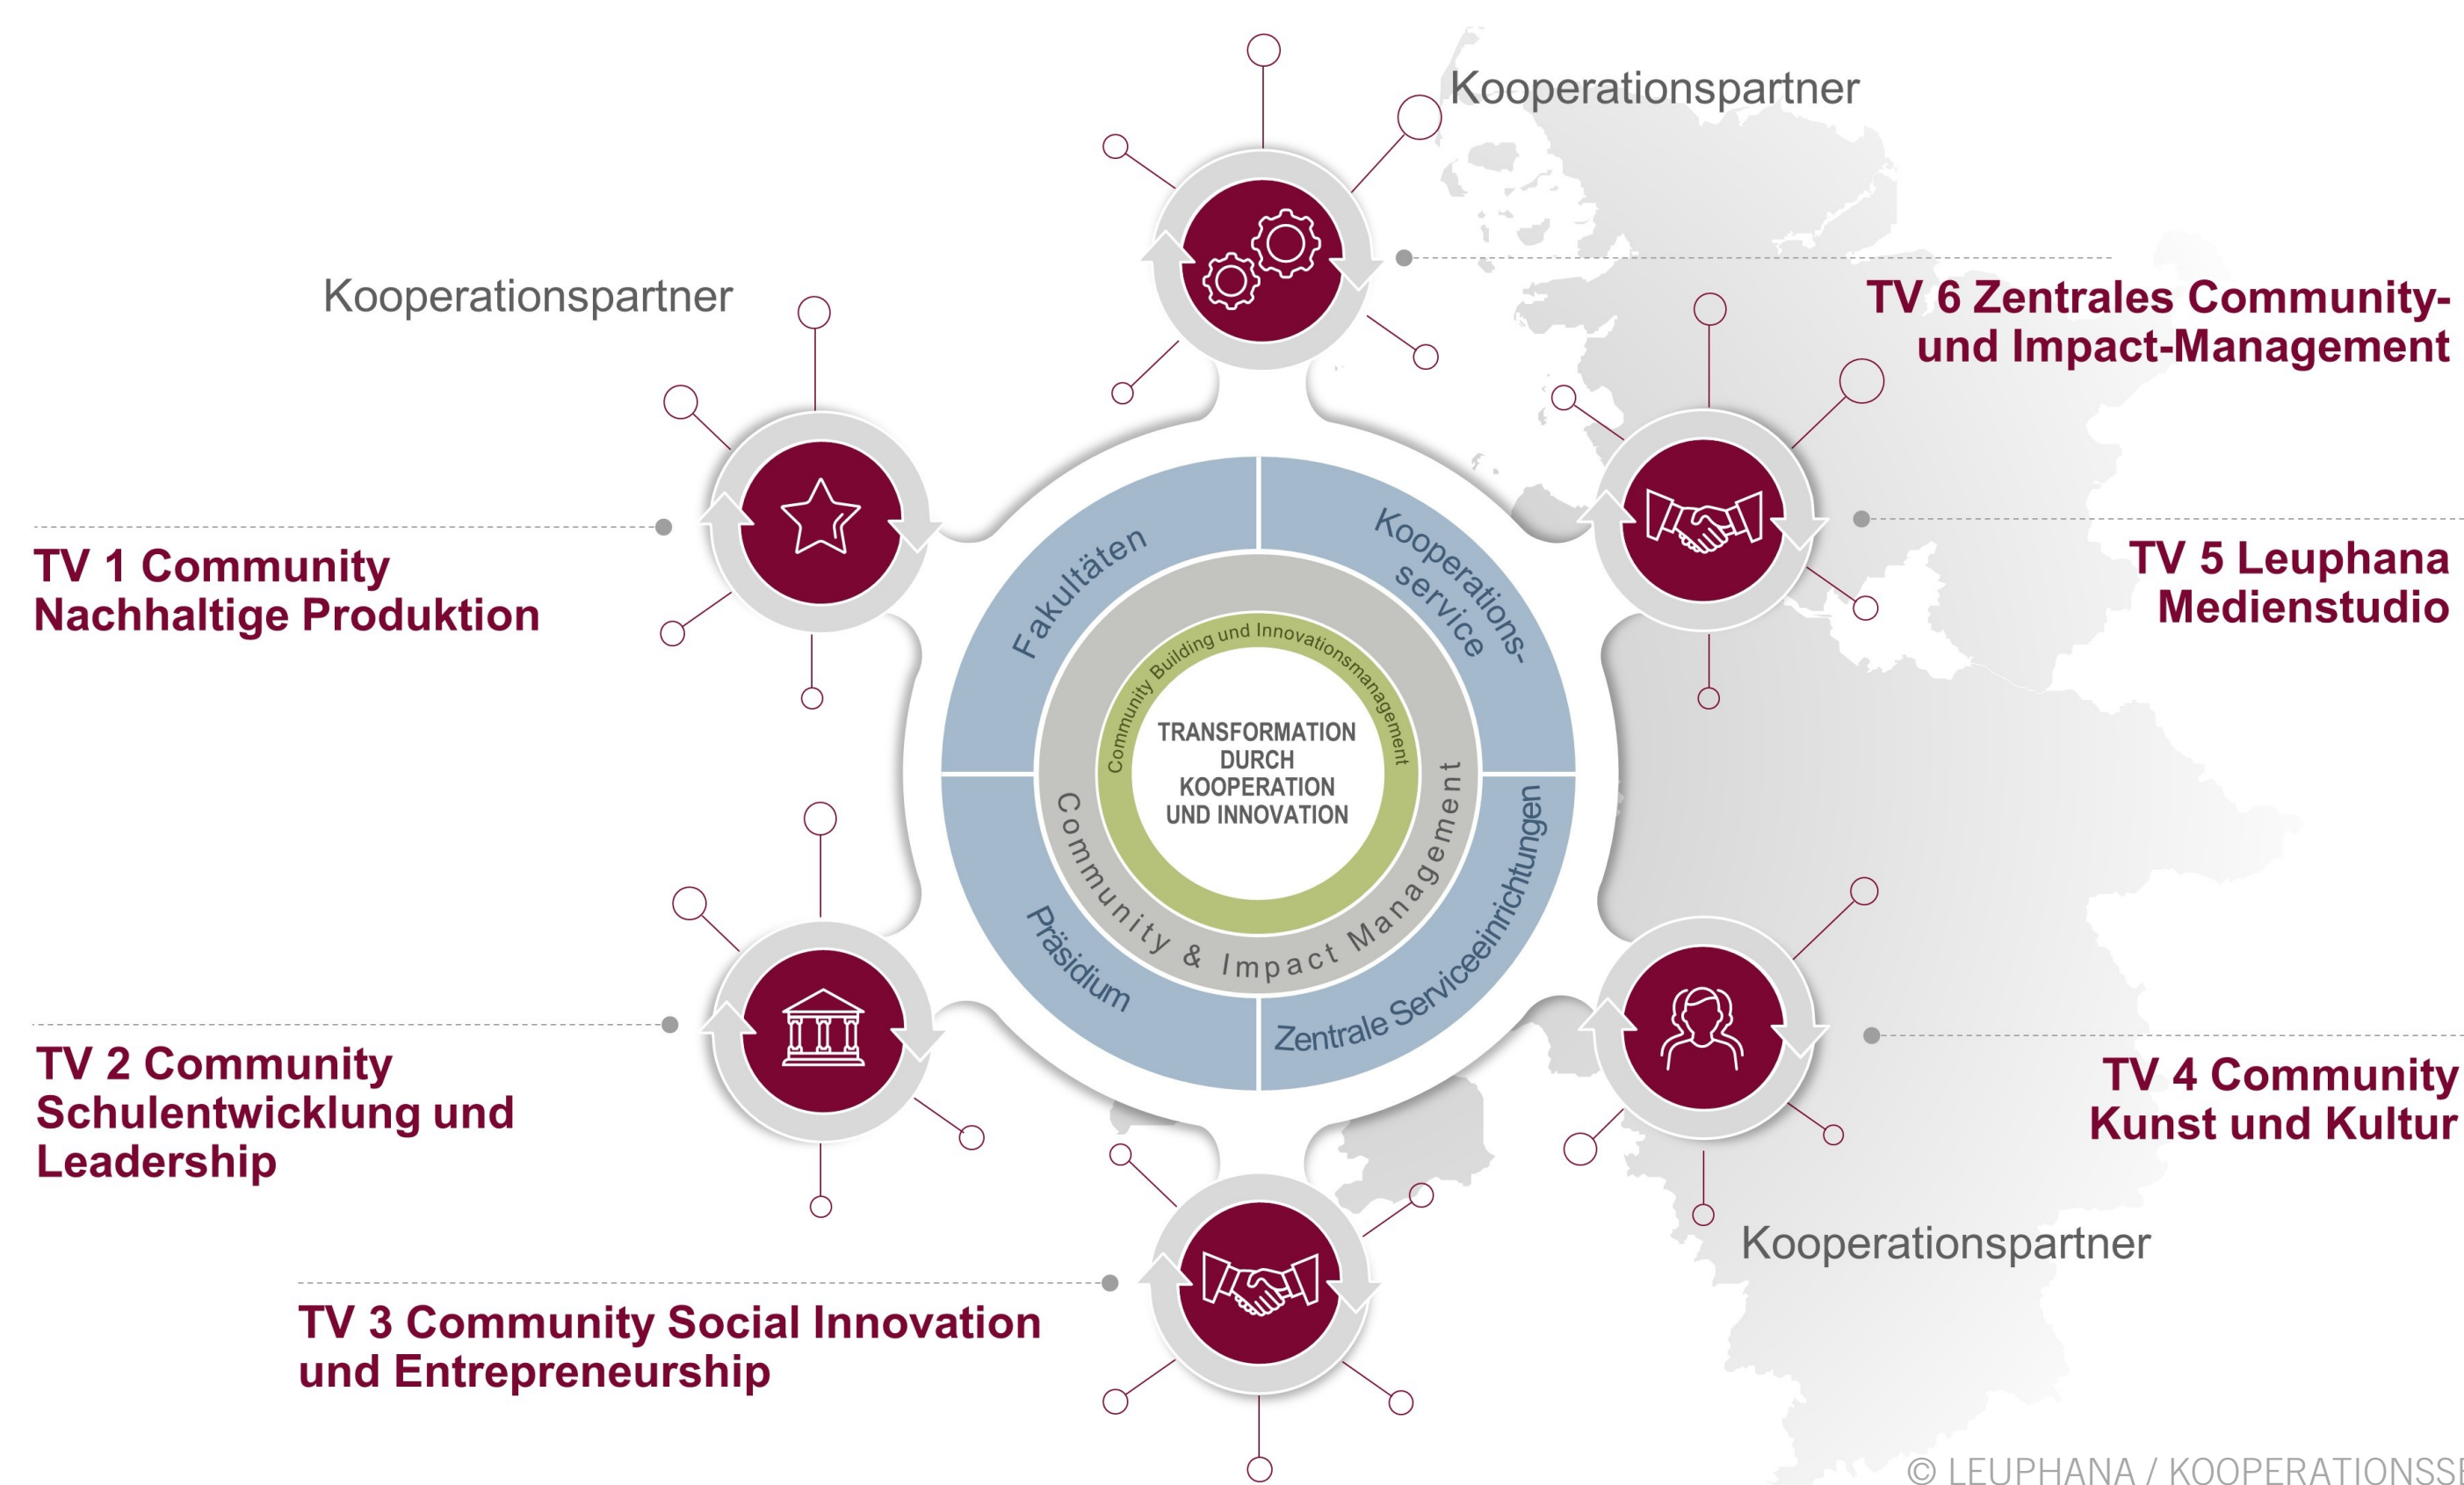 Kooperationspartner
Kooperationspartner
TV 6 Zentrales Community-
und Impact-Management
TV 1 Community
Nachhaltige Produktion
TV 5 Leuphana
Medienstudio
Fakultäten
Kooperations-
service
Community Building und Innovationsmanagement
TRANSFORMATION
DURCH
KOOPERATION
UND INNOVATION
Community & Impact Management
Präsidium
Zentrale Serviceeinrichtungen
TV 2 Community
Schulentwicklung und
Leadership
TV 4 Community
Kunst und Kultur
Kooperationspartner
TV 3 Community Social Innovation
und Entrepreneurship
© LEUPHANA / KOOPERATIONSSE